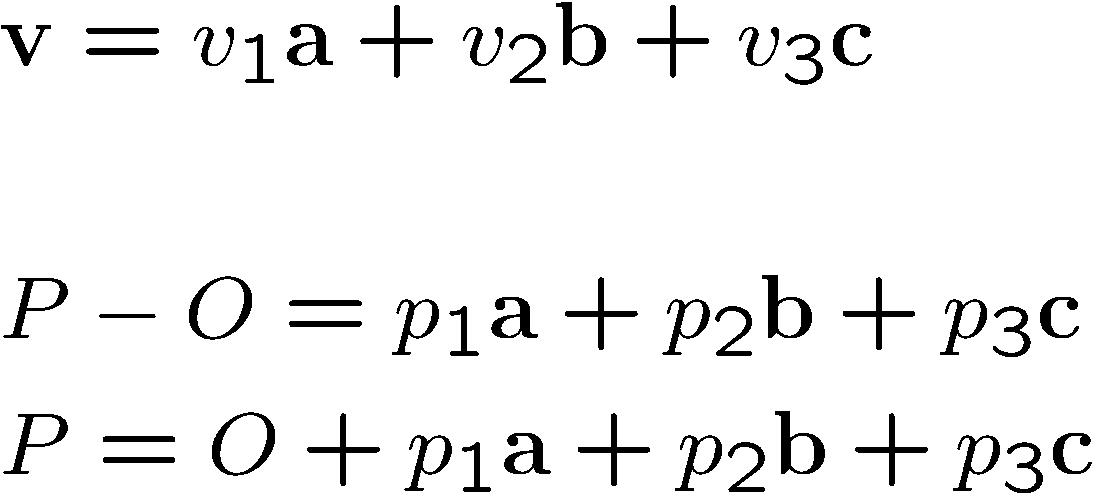 v = v₁a + v₂b + v₃c
P − O = p₁a + p₂b + p₃c
P = O + p₁a + p₂b + p₃c